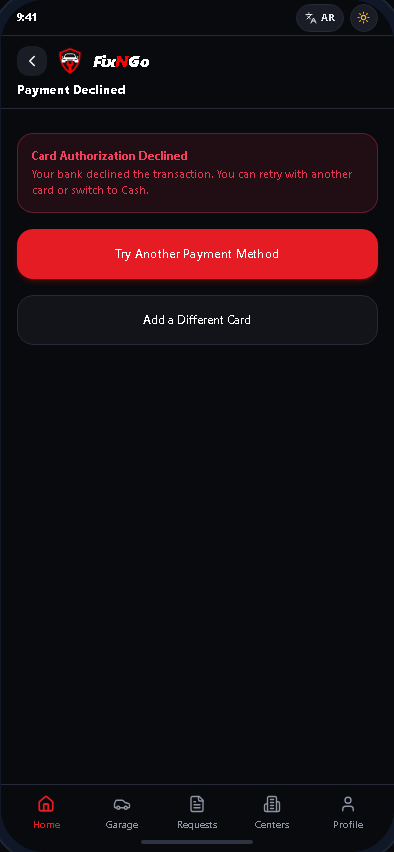 9:41
AR
FixNGo
Payment Declined
Card Authorization Declined
Your bank declined the transaction. You can retry with another
card or switch to Cash.
Try Another Payment Method
Add a Different Card
Home
Garage
Requests
Centers
Profile